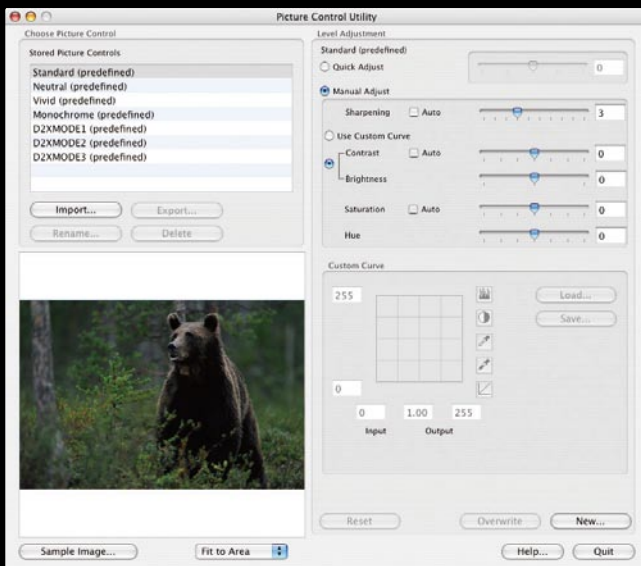 Picture Control Utility
Choose Picture Control
Stored Picture Controls
Standard (predefined)
Neutral (predefined)
Vivid (predefined)
Monochrome (predefined)
D2XMODE1 (predefined)
D2XMODE2 (predefined)
D2XMODE3 (predefined)
Import... Export...
Rename... Delete
Sample Image... Fit to Area
Level Adjustment
Standard (predefined)
Quick Adjust 0
Manual Adjust
Sharpening Auto 3
Use Custom Curve
Contrast Auto 0
Brightness 0
Saturation Auto 0
Hue 0
Custom Curve
255 Load...
Save...
0
0 1.00 255
Input Output
Reset Overwrite New...
Help... Quit